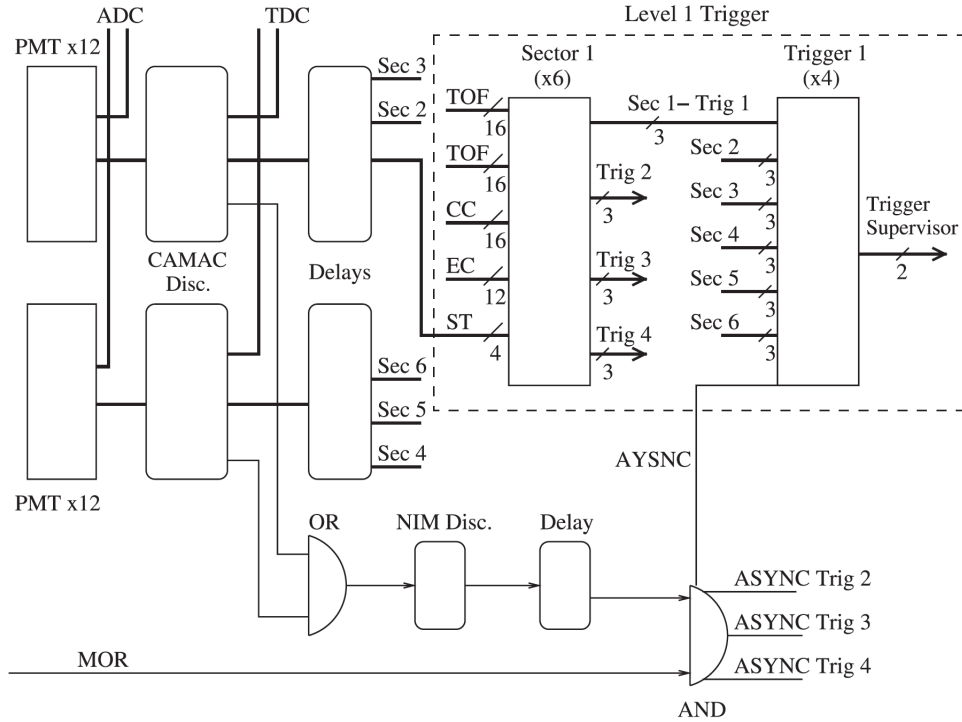 ADC
TDC
Level 1 Trigger
PMT x12
Sec 3
Sec 2
Sector 1
(x6)
Trigger 1
(x4)
TOF
16
TOF
16
CC
16
EC
12
ST
4
Sec 1– Trig 1
3
Trig 2
3
Trig 3
3
Trig 4
3
Sec 2
3
Sec 3
3
Sec 4
3
Sec 5
3
Sec 6
3
Trigger
Supervisor
2
CAMAC
Disc.
Delays
Sec 6
Sec 5
Sec 4
PMT x12
AYSNC
OR
NIM Disc.
Delay
ASYNC Trig 2
ASYNC Trig 3
ASYNC Trig 4
MOR
AND